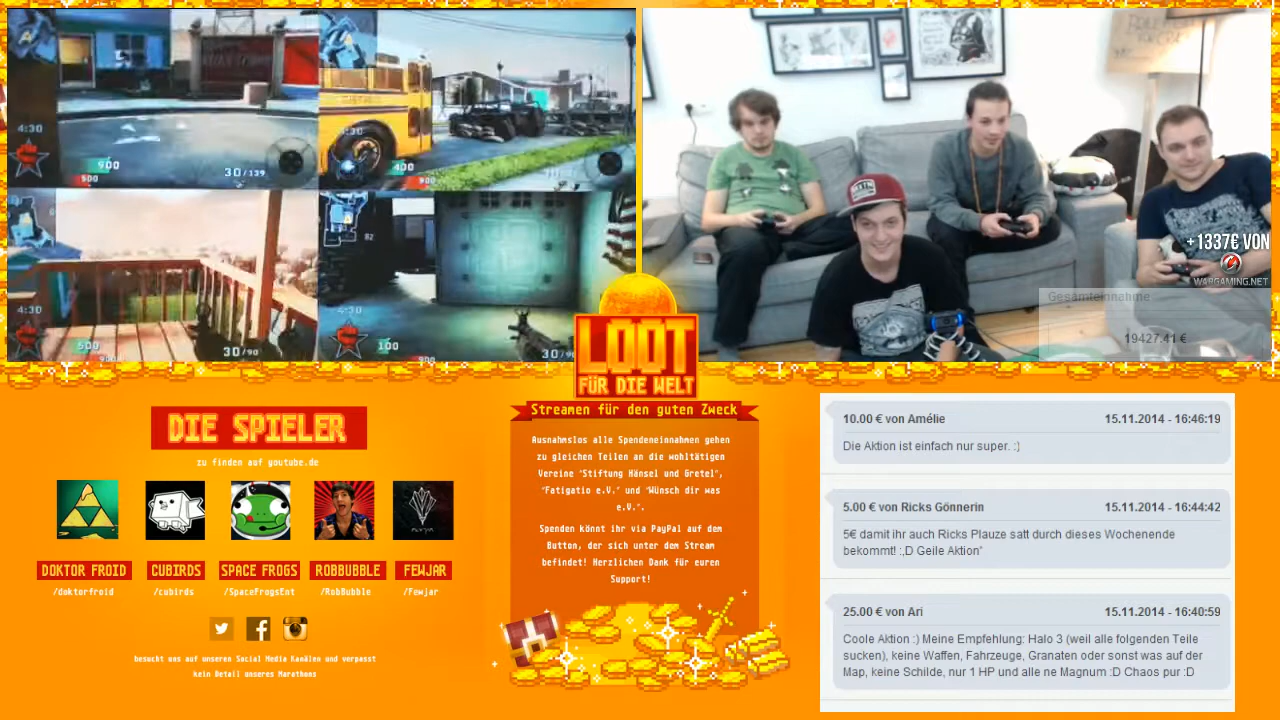 4:30
900
500
30/139
4:30
400
900
4:30
500
30/90
82
4:30
100
30/90
+1337€ VON
WARGAMING.NET
Gesamteinnahme
19427.41 €
LOOT
FÜR DIE WELT
Streamen für den guten Zweck
Ausnahmslos alle Spendeneinnahmen gehen
zu gleichen Teilen an die wohltätigen
Vereine "Stiftung Hänsel und Gretel",
"Fatigatio e.V." und "Wünsch dir was
e.V.".
Spenden könnt ihr via PayPal auf dem
Button, der sich unter dem Stream
befindet! Herzlichen Dank für euren
Support!
DIE SPIELER
zu finden auf youtube.de
DOKTOR FROID
CUBIRDS
SPACE FROGS
ROBBUBBLE
FEWJAR
/doktorfroid
/cubirds
/SpaceFrogsEnt
/RobBubble
/Fewjar
besucht uns auf unseren Social Media Kanälen und verpasst
kein Detail unseres Marathons
10.00 € von Amélie 15.11.2014 - 16:46:19
Die Aktion ist einfach nur super. :)
5.00 € von Ricks Gönnerin 15.11.2014 - 16:44:42
5€ damit ihr auch Ricks Plauze satt durch dieses Wochenende
bekommt! :,D Geile Aktion"
25.00 € von Ari 15.11.2014 - 16:40:59
Coole Aktion :) Meine Empfehlung: Halo 3 (weil alle folgenden Teile
sucken), keine Waffen, Fahrzeuge, Granaten oder sonst was auf der
Map, keine Schilde, nur 1 HP und alle ne Magnum :D Chaos pur :D